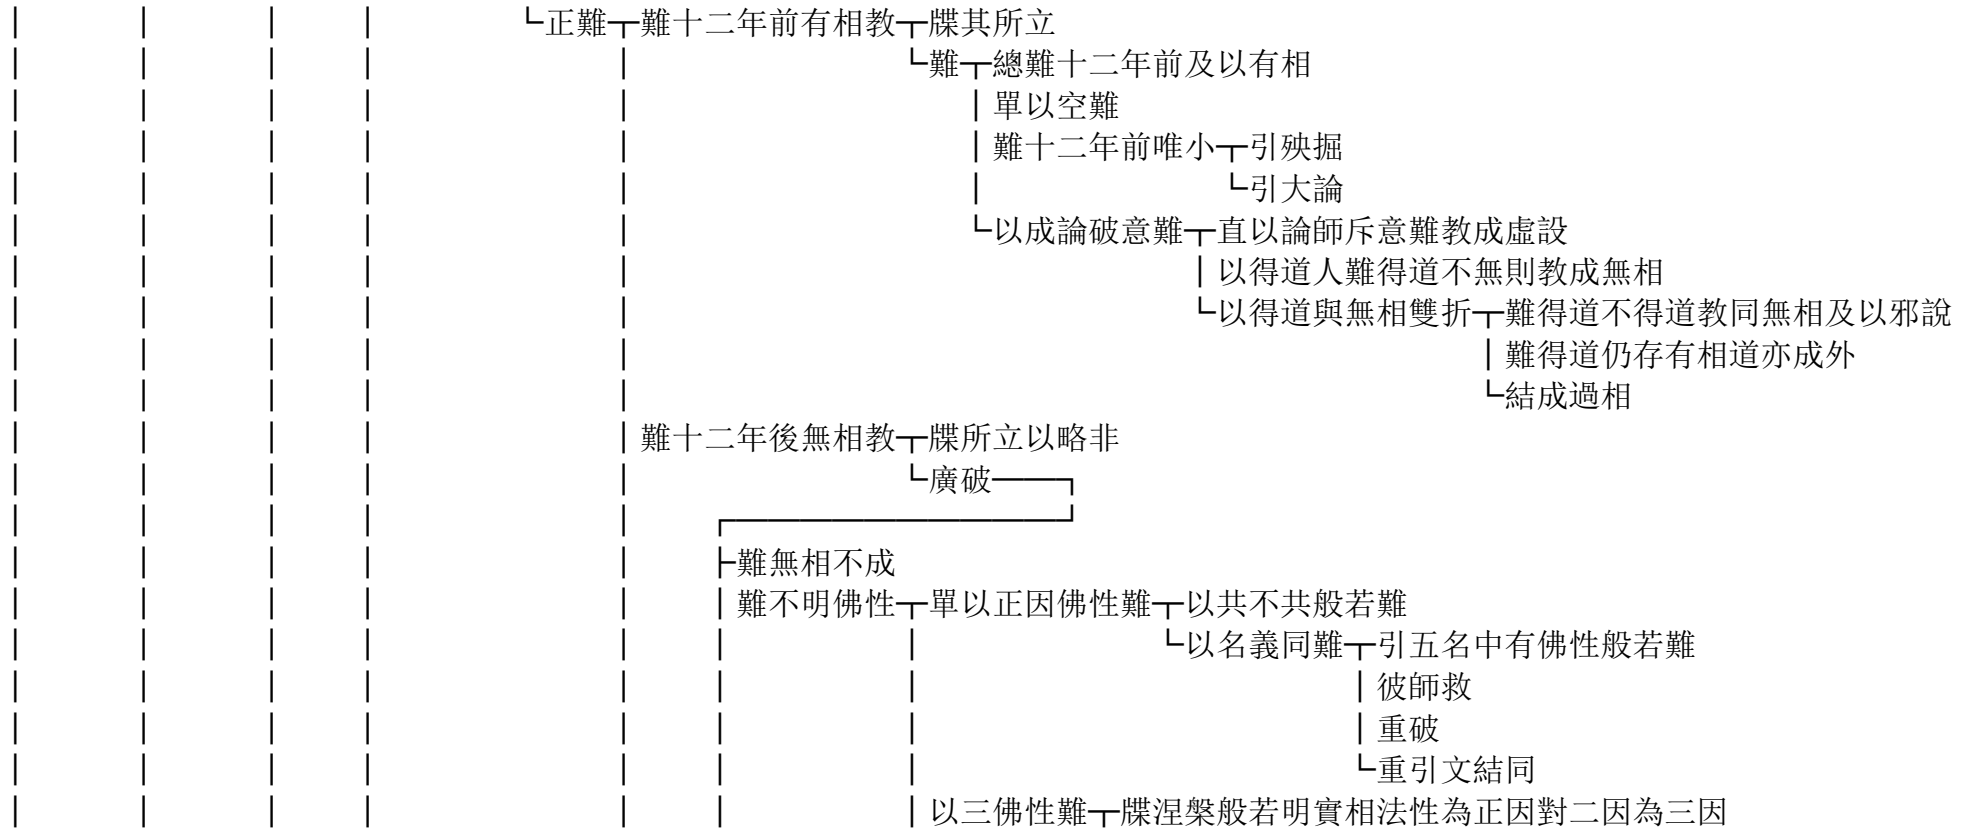 正難 難十二年前有相教 牒其所立
難 總難十二年前及以有相
單以空難
難十二年前唯小 引殃掘
引大論
以成論破意難 直以論師斥意難教成虛設
以得道人難得道不無則教成無相
以得道與無相雙折 難得道不得道教同無相及以邪說
難得道仍存有相道亦成外
結成過相
難十二年後無相教 牒所立以略非
廣破
難無相不成
難不明佛性 單以正因佛性難 以共不共般若難
以名義同難 引五名中有佛性般若難
彼師救
重破
重引文結同
以三佛性難 牒涅槃般若明實相法性為正因對二因為三因